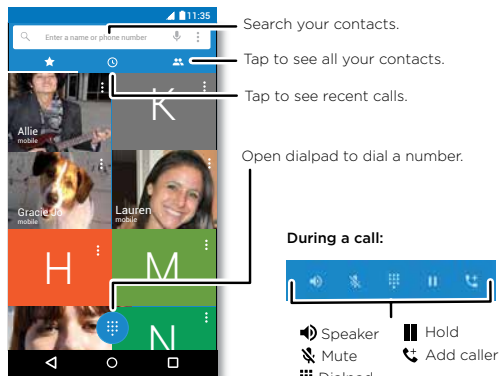 11:35
Enter a name or phone number
Search your contacts.
Tap to see all your contacts.
Tap to see recent calls.
Allie
mobile
K
Open dialpad to dial a number.
Gracie Jo
mobile
Lauren
mobile
H
M
N
During a call:
Speaker
Hold
Mute
Add caller
Dialpad